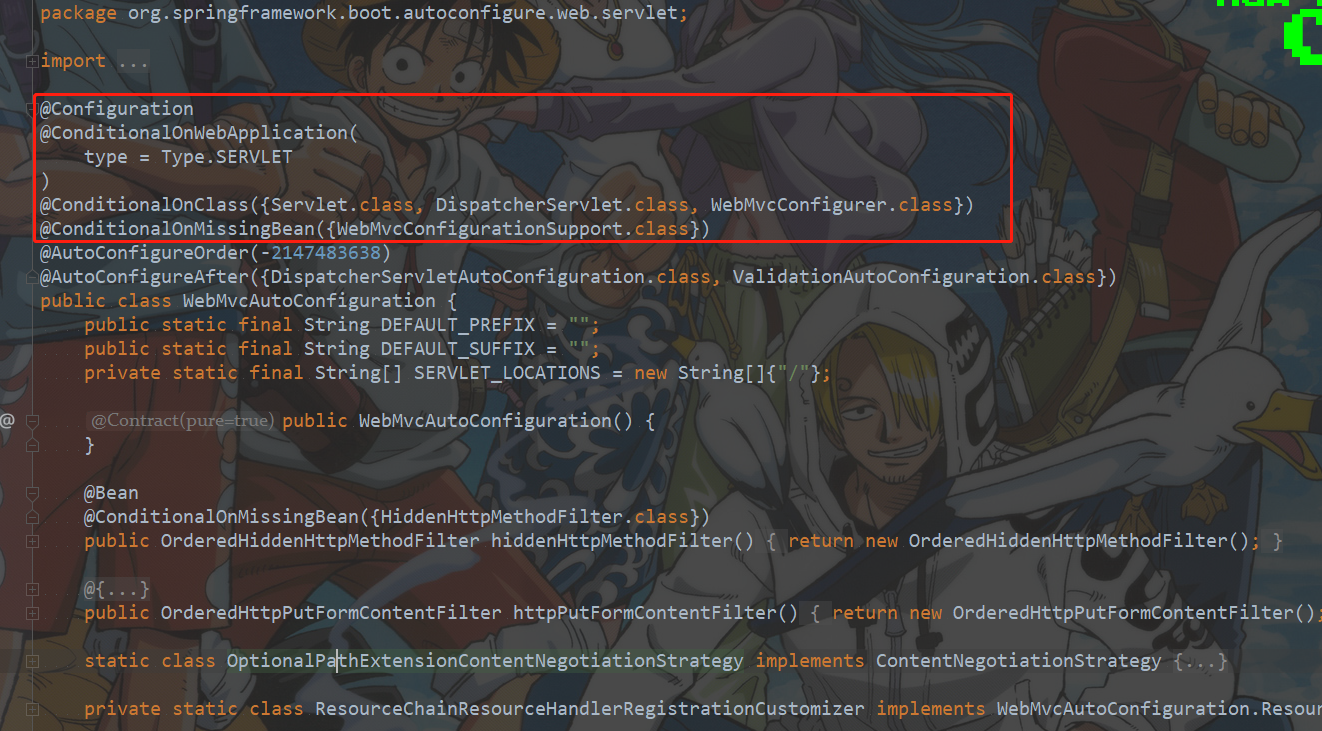 package org.springframework.boot.autoconfigure.web.servlet;
import ...
@Configuration
@ConditionalOnWebApplication(
type = Type.SERVLET
)
@ConditionalOnClass({Servlet.class, DispatcherServlet.class, WebMvcConfigurer.class})
@ConditionalOnMissingBean({WebMvcConfigurationSupport.class})
@AutoConfigureOrder(-2147483638)
@AutoConfigureAfter({DispatcherServletAutoConfiguration.class, ValidationAutoConfiguration.class})
public class WebMvcAutoConfiguration {
public static final String DEFAULT_PREFIX = "";
public static final String DEFAULT_SUFFIX = "";
private static final String[] SERVLET_LOCATIONS = new String[]{"/"};
@ @Contract(pure=true) public WebMvcAutoConfiguration() {
}
@Bean
@ConditionalOnMissingBean({HiddenHttpMethodFilter.class})
public OrderedHiddenHttpMethodFilter hiddenHttpMethodFilter() { return new OrderedHiddenHttpMethodFilter(); }
@{...}
public OrderedHttpPutFormContentFilter httpPutFormContentFilter() { return new OrderedHttpPutFormContentFilter();
static class OptionalPathExtensionContentNegotiationStrategy implements ContentNegotiationStrategy {...}
private static class ResourceChainResourceHandlerRegistrationCustomizer implements WebMvcAutoConfiguration.Resour